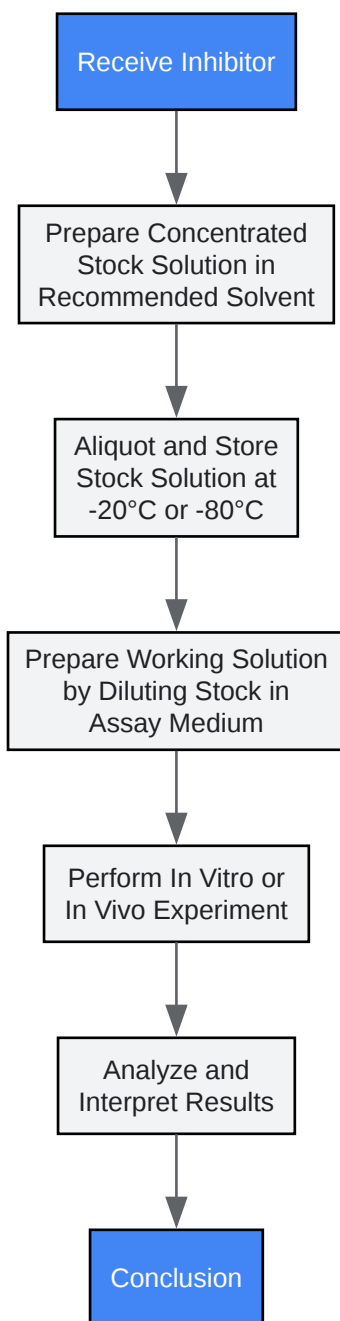 Receive Inhibitor
Prepare Concentrated
Stock Solution in
Recommended Solvent
Aliquot and Store
Stock Solution at
-20°C or -80°C
Prepare Working Solution
by Diluting Stock in
Assay Medium
Perform In Vitro or
In Vivo Experiment
Analyze and
Interpret Results
Conclusion